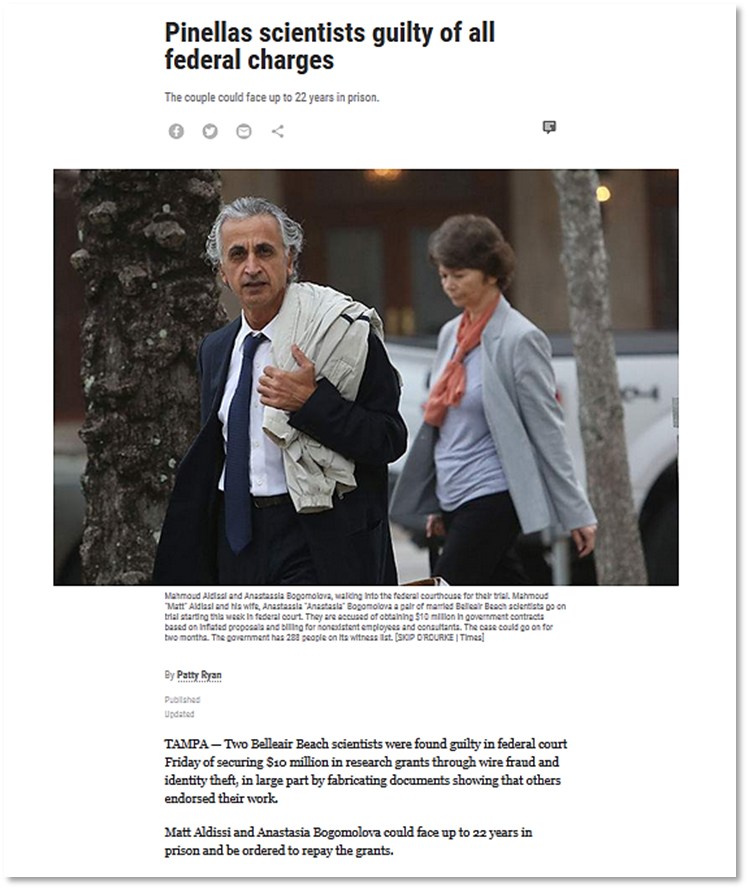 Pinellas scientists guilty of all
federal charges
The couple could face up to 22 years in prison.
Mahmoud Aldissi and Anastassia Bogomolova, walking into the federal courthouse for their trial. Mahmoud
"Matt" Aldissi and his wife, Anastassia "Anastasia" Bogomolova a pair of married Belleair Beach scientists go on
trial starting this week in federal court. They are accused of obtaining $10 million in government contracts
based on inflated proposals and billing for nonexistent employees and consultants. The case could go on for
two months. The government has 288 people on its witness list. [SKIP O'ROURKE | Times]
By Patty Ryan
Published
Updated
TAMPA — Two Belleair Beach scientists were found guilty in federal court
Friday of securing $10 million in research grants through wire fraud and
identity theft, in large part by fabricating documents showing that others
endorsed their work.
Matt Aldissi and Anastasia Bogomolova could face up to 22 years in
prison and be ordered to repay the grants.